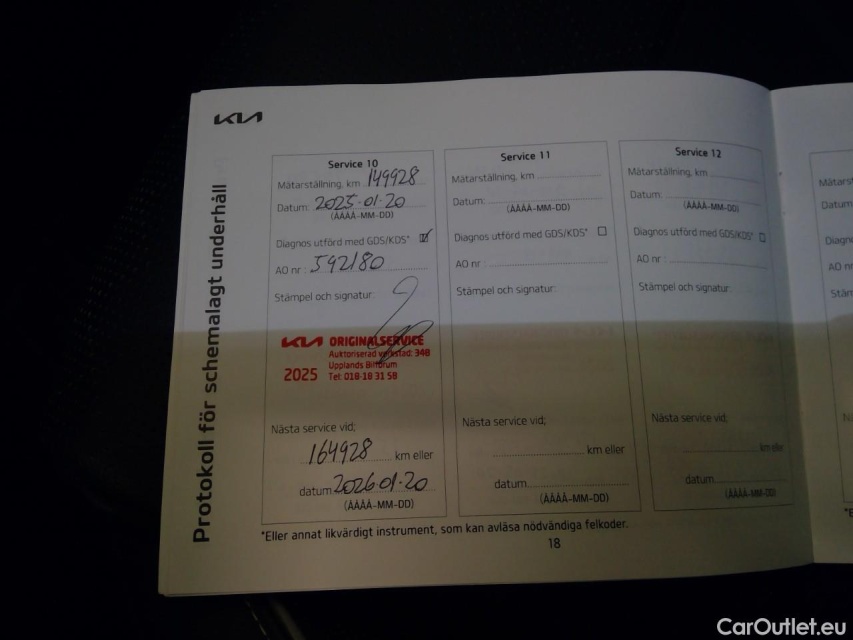 KIA
Protokoll för schemalagt underhåll
Service 10
Mätarställning, km 149928
Datum: 2025-01-20
(ÅÅÅÅ-MM-DD)
Diagnos utförd med GDS/KDS*
AO nr : 592180
Stämpel och signatur:
KIA ORIGINALSERVICE
Auktoriserad verkstad: 348
2025
Upplands Bilforum
Tel: 018-18 31 58
Nästa service vid;
164928 km eller
datum 2026-01-20
(ÅÅÅÅ-MM-DD)
Service 11
Mätarställning, km
Datum:
(ÅÅÅÅ-MM-DD)
Diagnos utförd med GDS/KDS*
AO nr :
Stämpel och signatur:
Nästa service vid;
km eller
datum
(ÅÅÅÅ-MM-DD)
Service 12
Mätarställning, km
Datum:
(ÅÅÅÅ-MM-DD)
Diagnos utförd med GDS/KDS*
AO nr :
Stämpel och signatur:
Nästa service vid;
km eller
datum
(ÅÅÅÅ-MM-DD)
*Eller annat likvärdigt instrument, som kan avläsa nödvändiga felkoder.
18
CarOutlet.eu